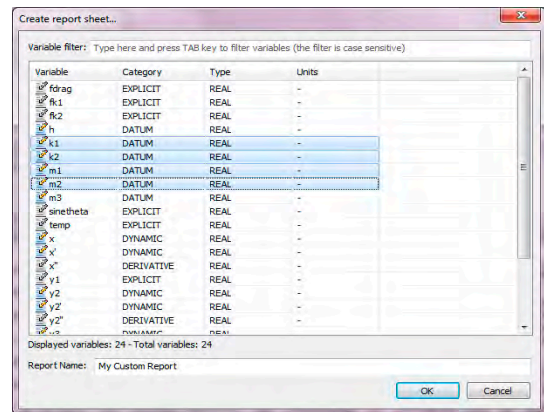 Create report sheet...
Variable filter: Type here and press TAB key to filter variables (the filter is case sensitive)
Variable Category Type Units
fdrag EXPLICIT REAL -
fk1 EXPLICIT REAL -
fk2 EXPLICIT REAL -
h DATUM REAL -
k1 DATUM REAL -
k2 DATUM REAL -
m1 DATUM REAL -
m2 DATUM REAL -
m3 DATUM REAL -
sinetheta EXPLICIT REAL -
temp EXPLICIT REAL -
x DYNAMIC REAL -
x' DYNAMIC REAL -
x'' DERIVATIVE REAL -
y1 EXPLICIT REAL -
y2 DYNAMIC REAL -
y2' DYNAMIC REAL -
y2'' DERIVATIVE REAL -
y3 DYNAMIC REAL -
Displayed variables: 24 - Total variables: 24
Report Name: My Custom Report
OK Cancel